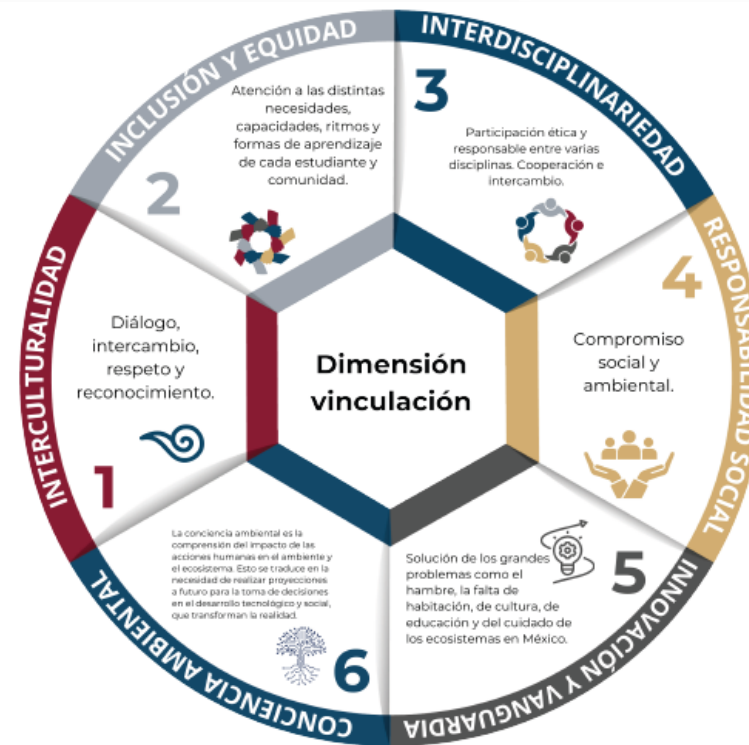 Dimensión
vinculación
INTERCULTURALIDAD
1
Diálogo,
intercambio,
respeto y
reconocimiento.
INCLUSIÓN Y EQUIDAD
2
Atención a las distintas
necesidades,
capacidades, ritmos y
formas de aprendizaje
de cada estudiante y
comunidad.
INTERDISCIPLINARIEDAD
3
Participación ética y
responsable entre varias
disciplinas. Cooperación e
intercambio.
RESPONSABILIDAD SOCIAL
4
Compromiso
social y
ambiental.
INNOVACIÓN Y VANGUARDIA
5
Solución de los grandes
problemas como el
hambre, la falta de
habitación, de cultura, de
educación y del cuidado de
los ecosistemas en México.
CONCIENCIA AMBIENTAL
6
La conciencia ambiental es la
comprensión del impacto de las
acciones humanas en el ambiente y
el ecosistema. Esto se traduce en la
necesidad de realizar proyecciones
a futuro para la toma de decisiones
en el desarrollo tecnológico y social,
que transforman la realidad.